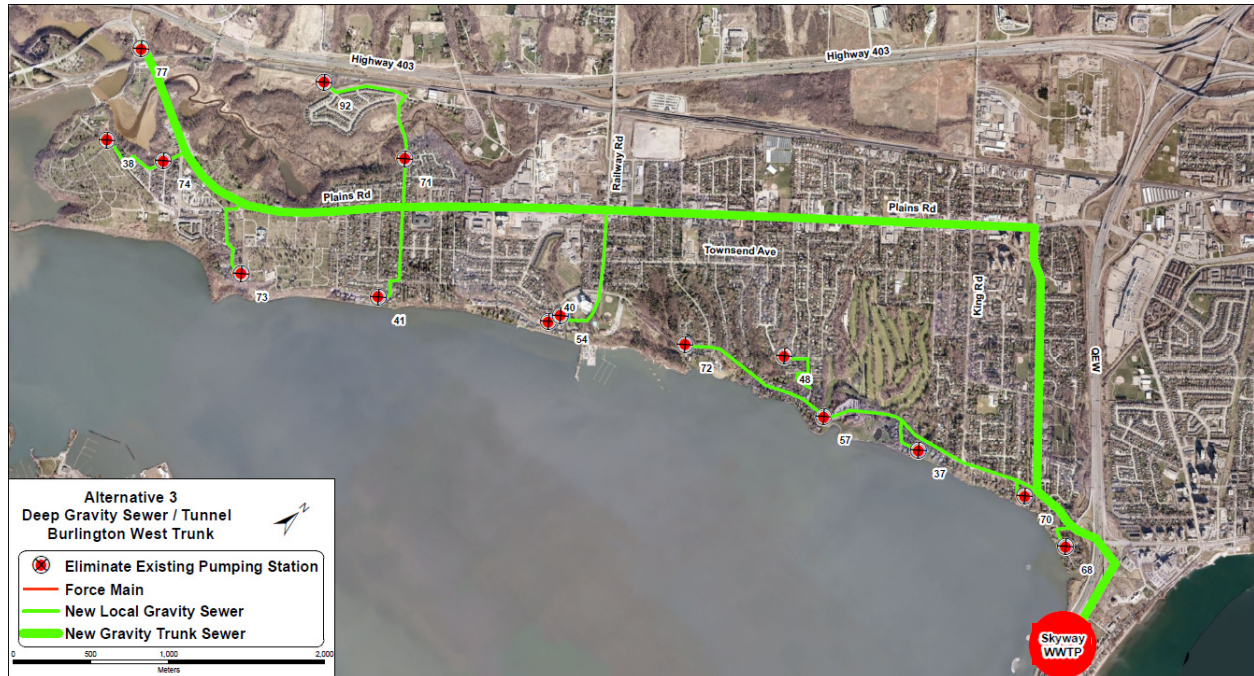 Highway 403
Highway 403
77
92
38
74
71
Railway Rd
Plains Rd
Plains Rd
Townsend Ave
73
41
40
54
72
48
King Rd
QEW
57
37
70
68
Skyway
WWTP
Alternative 3
Deep Gravity Sewer / Tunnel
Burlington West Trunk
N
Eliminate Existing Pumping Station
Force Main
New Local Gravity Sewer
New Gravity Trunk Sewer
0 500 1,000 2,000
Meters